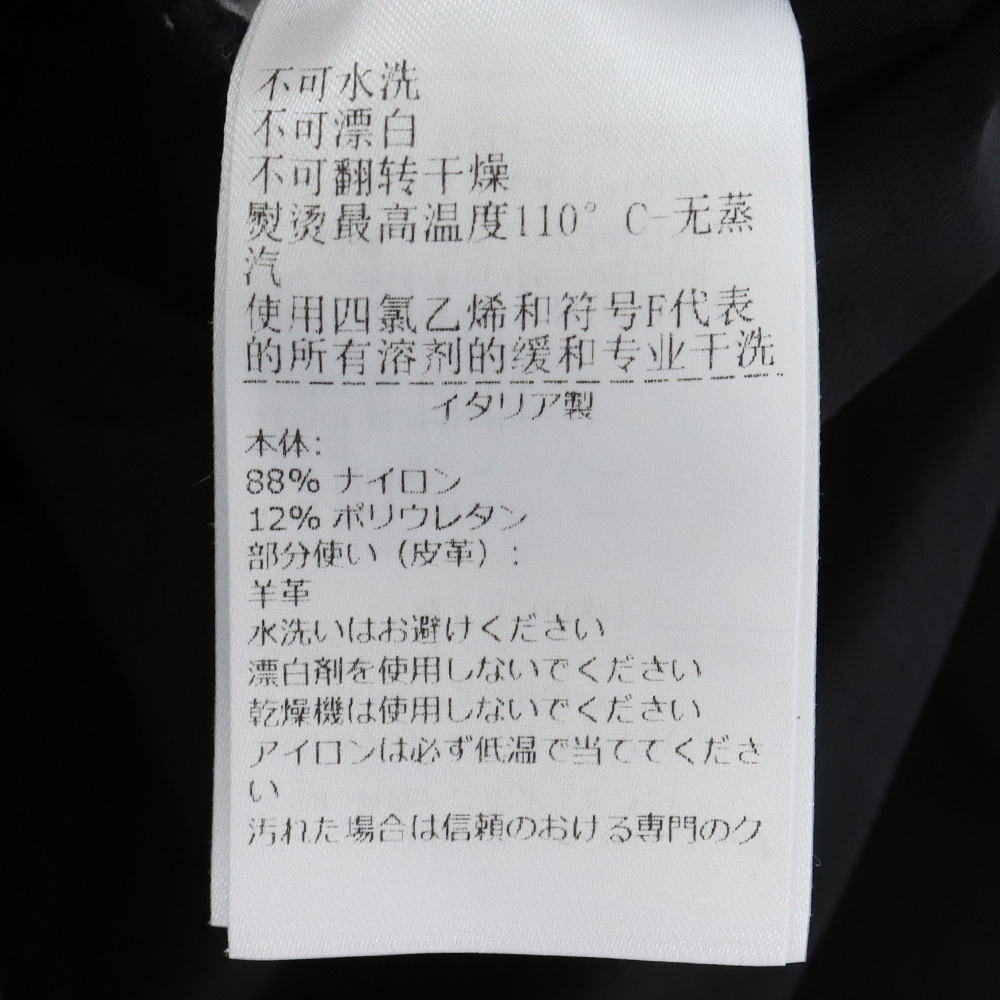 不可水洗
不可漂白
不可翻转干燥
熨烫最高温度110° C-无蒸
汽
使用四氯乙烯和符号F代表
的所有溶剂的缓和专业干洗
イタリア製
本体:
88% ナイロン
12% ポリウレタン
部分使い（皮革）:
羊革
水洗いはお避けください
漂白剤を使用しないでください
乾燥機は使用しないでください
アイロンは必ず低温で当ててくださ
い
汚れた場合は信頼のおける専門のク